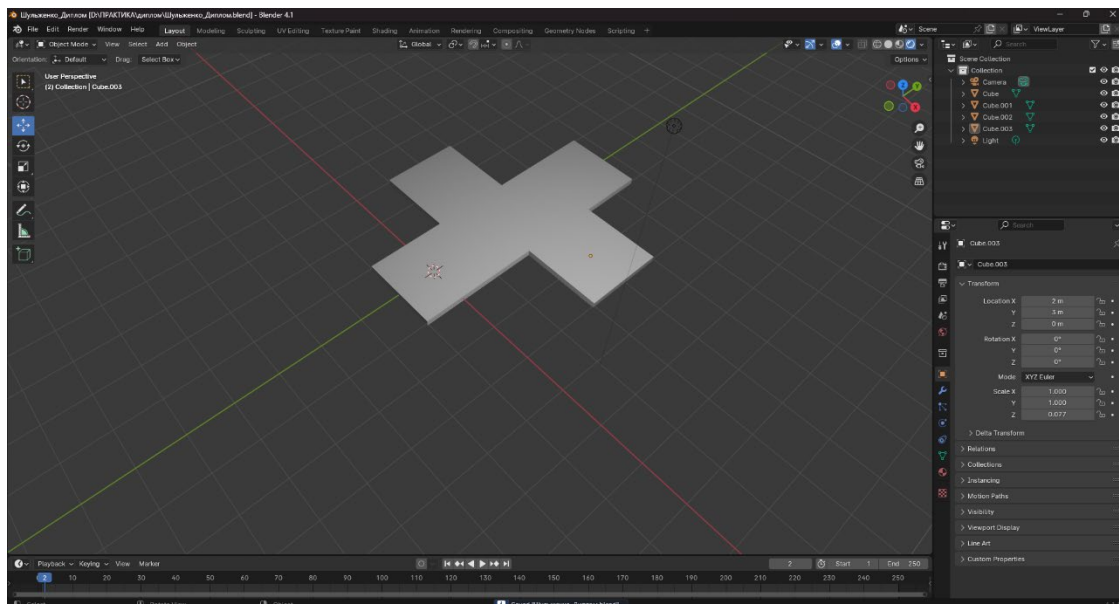 Шульженко_Диплом [D:\ПРАКТИКА\диплом\Шульженко_Диплом.blend] - Blender 4.1
File Edit Render Window Help Layout Modeling Sculpting UV Editing Texture Paint Shading Animation Rendering Compositing Geometry Nodes Scripting + Scene ViewLayer
Object Mode View Select Add Object Global Search
Orientation: Default Drag: Select Box Options
User Perspective
(2) Collection | Cube.003
Z
Y
X
Scene Collection
Collection
Camera
Cube
Cube.001
Cube.002
Cube.003
Light
Search
Cube.003
Cube.003
Transform
Location X 2 m
Y 3 m
Z 0 m
Rotation X 0°
Y 0°
Z 0°
Mode XYZ Euler
Scale X 1.000
Y 1.000
Z 0.077
Delta Transform
Relations
Collections
Instancing
Motion Paths
Visibility
Viewport Display
Line Art
Custom Properties
Playback Keying View Marker 2 Start 1 End 250
2 10 20 30 40 50 60 70 80 90 100 110 120 130 140 150 160 170 180 190 200 210 220 230 240 250